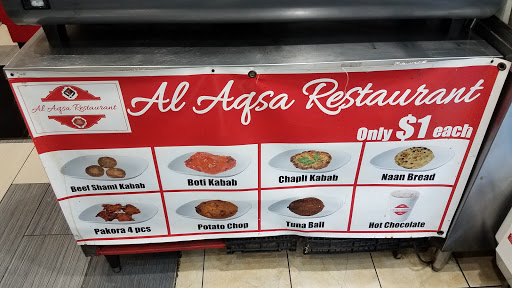 Al Aqsa Restaurant
Al Aqsa Restaurant
Only $1 each
Beef Shami Kabab
Boti Kabab
Chapli Kabab
Naan Bread
Pakora 4 pcs
Potato Chop
Tuna Ball
Hot Chocolate